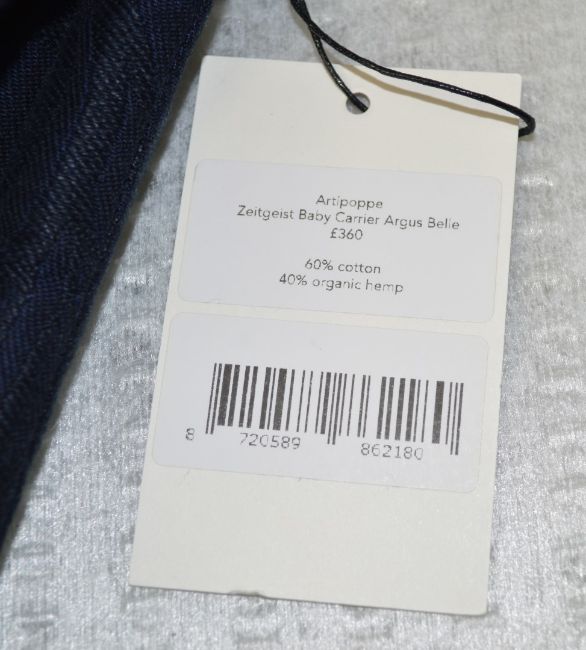 Artipoppe
Zeitgeist Baby Carrier Argus Belle
£360
60% cotton
40% organic hemp
8 720589 862180